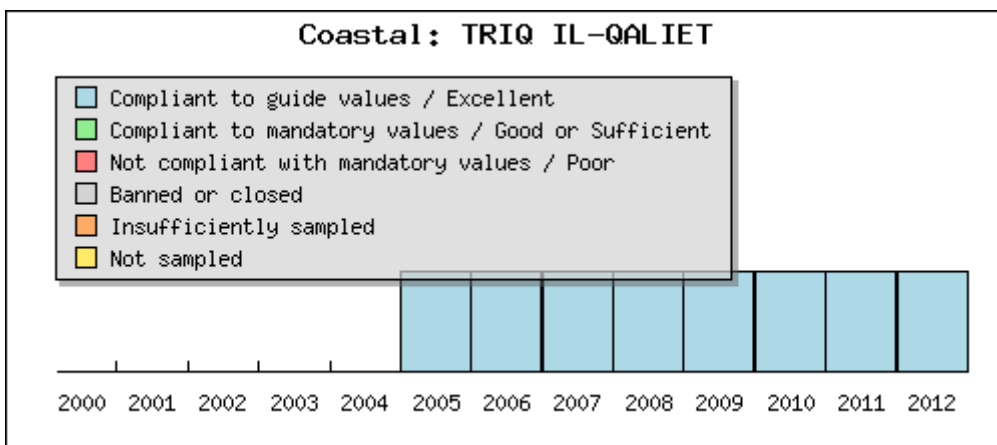 Coastal: TRIQ IL-QALIET
Compliant to guide values / Excellent
Compliant to mandatory values / Good or Sufficient
Not compliant with mandatory values / Poor
Banned or closed
Insufficiently sampled
Not sampled
2000 2001 2002 2003 2004 2005 2006 2007 2008 2009 2010 2011 2012